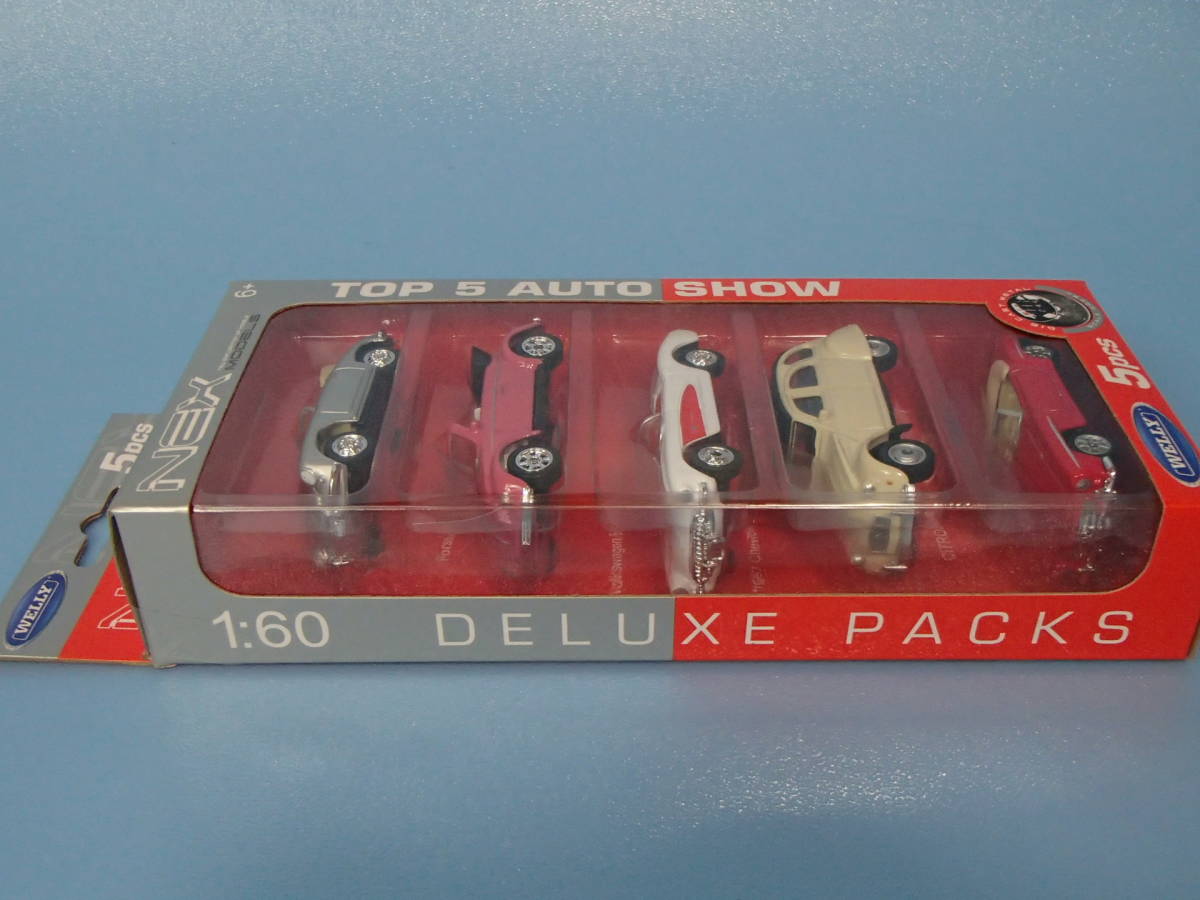 6+
TOP 5 AUTO SHOW
NEX
MODELS
5pcs
WELLY
5pcs
WELLY
1:60 DELUXE PACKS